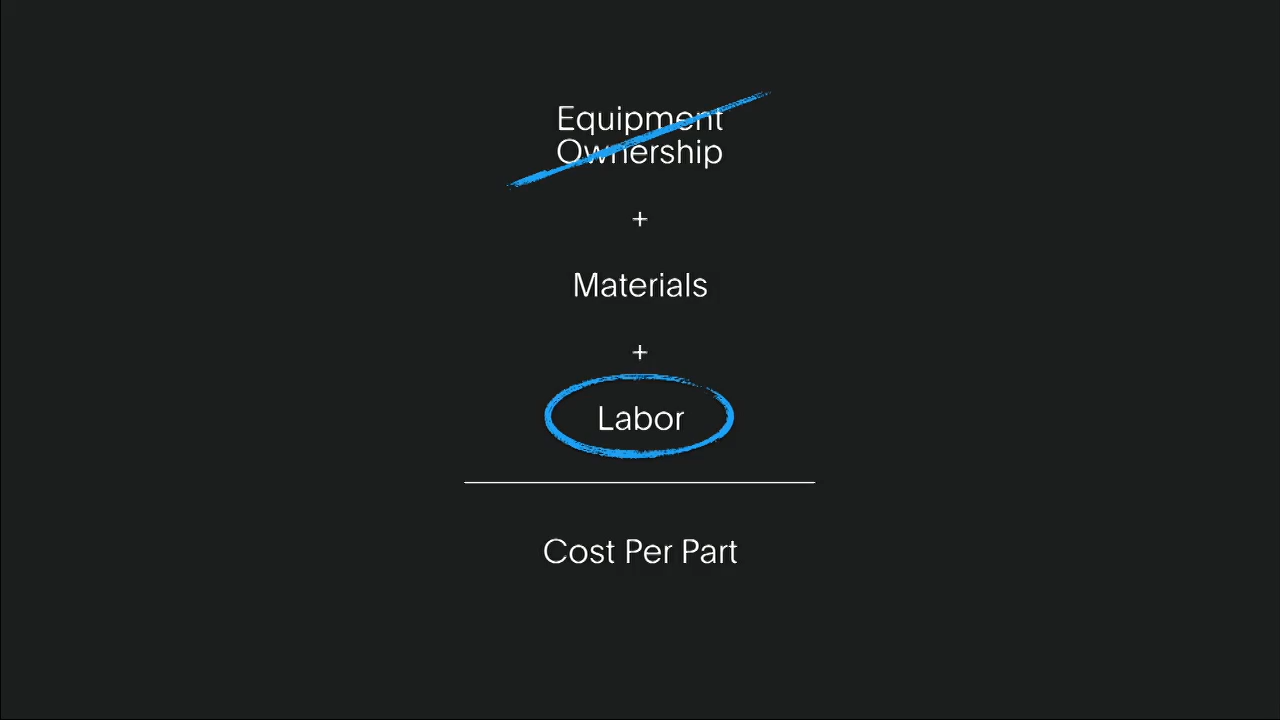 Equipment
Ownership
+
Materials
+
Labor
Cost Per Part